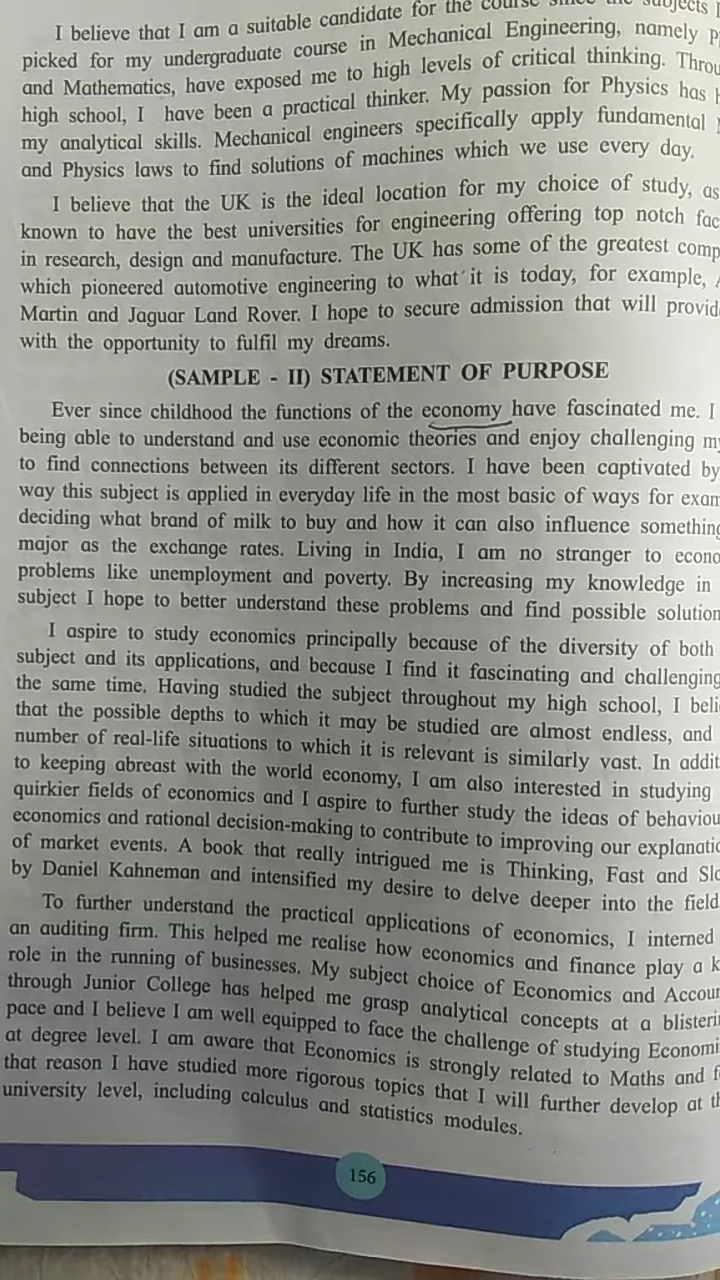 I believe that I am a suitable candidate for the course since the subjects
picked for my undergraduate course in Mechanical Engineering, namely
and Mathematics, have exposed me to high levels of critical thinking.
high school, I have been a practical thinker. My passion for Physics has
my analytical skills. Mechanical engineers specifically apply fundamental
and Physics laws to find solutions of machines which we use every day.
I believe that the UK is the ideal location for my choice of study, as
known to have the best universities for engineering offering top notch
in research, design and manufacture. The UK has some of the greatest
which pioneered automotive engineering to what it is today, for example,
Martin and Jaguar Land Rover. I hope to secure admission that will
with the opportunity to fulfil my dreams.
(SAMPLE - II) STATEMENT OF PURPOSE
Ever since childhood the functions of the economy have fascinated me. I
being able to understand and use economic theories and enjoy challenging
to find connections between its different sectors. I have been captivated by
way this subject is applied in everyday life in the most basic of ways for
deciding what brand of milk to buy and how it can also influence something
major as the exchange rates. Living in India, I am no stranger to
problems like unemployment and poverty. By increasing my knowledge in
subject I hope to better understand these problems and find possible
I aspire to study economics principally because of the diversity of both
subject and its applications, and because I find it fascinating and challenging
the same time. Having studied the subject throughout my high school, I
that the possible depths to which it may be studied are almost endless, and
number of real-life situations to which it is relevant is similarly vast. In
to keeping abreast with the world economy, I am also interested in studying
quirkier fields of economics and I aspire to further study the ideas of
economics and rational decision-making to contribute to improving our
of market events. A book that really intrigued me is Thinking, Fast and
by Daniel Kahneman and intensified my desire to delve deeper into the field
To further understand the practical applications of economics, I interned
an auditing firm. This helped me realise how economics and finance play a
role in the running of businesses. My subject choice of Economics and
through Junior College has helped me grasp analytical concepts at a
pace and I believe I am well equipped to face the challenge of studying
at degree level. I am aware that Economics is strongly related to Maths and
that reason I have studied more rigorous topics that I will further develop at
university level, including calculus and statistics modules.
156